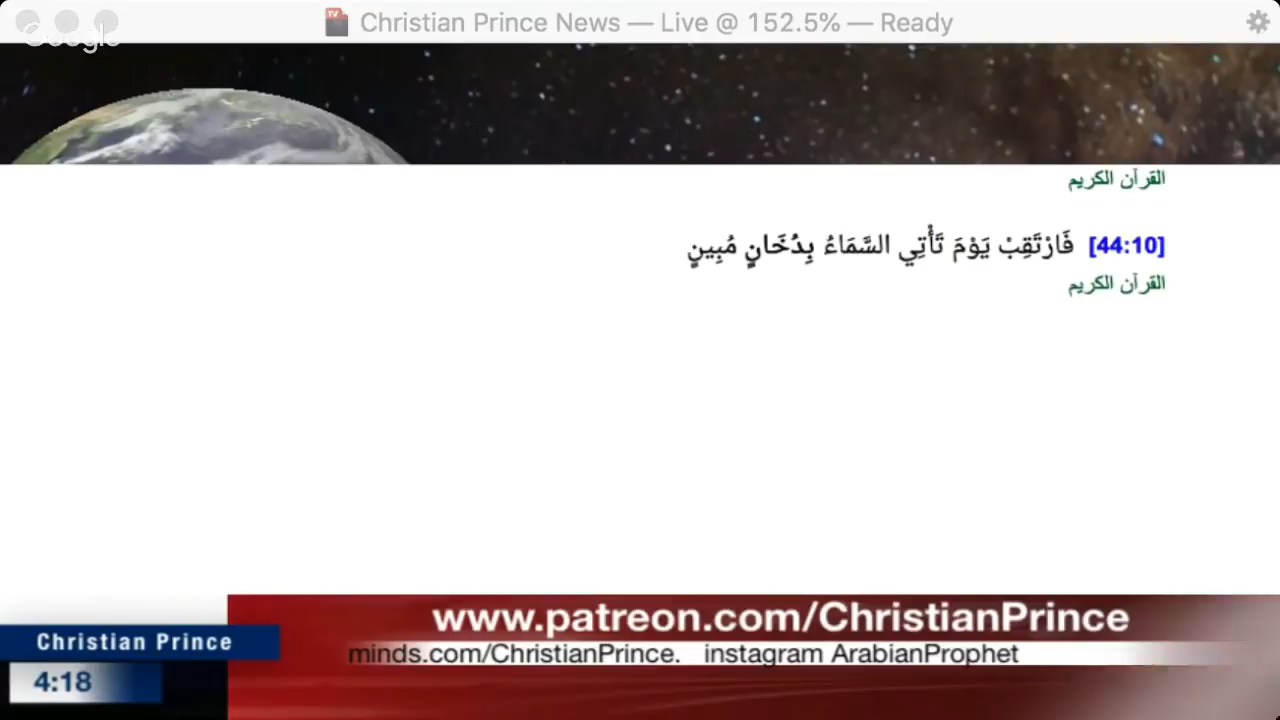 Christian Prince News — Live @ 152.5% — Ready
Google
القرآن الكريم
[44:10] فَارْتَقِبْ يَوْمَ تَأْتِي السَّمَاءُ بِدُخَانٍ مُبِينٍ
القرآن الكريم
www.patreon.com/ChristianPrince
Christian Prince
minds.com/ChristianPrince. instagram ArabianProphet
4:18